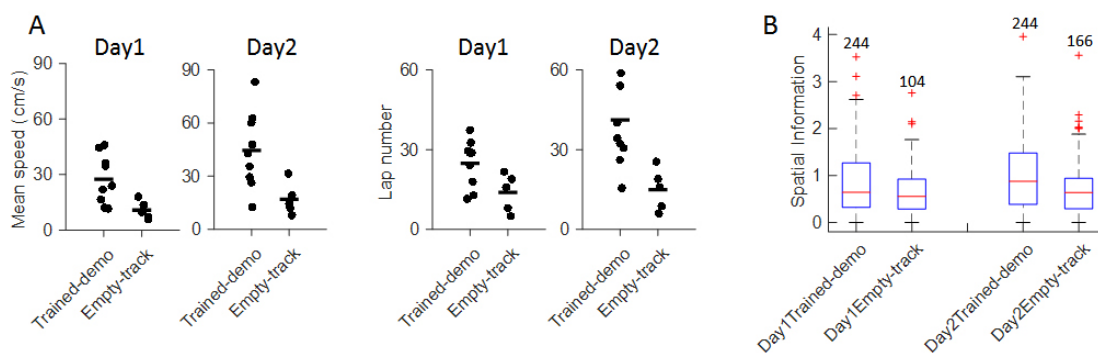 A
Day1
Day2
Day1
Day2
B
Mean speed (cm/s)
90
60
30
0
90
60
30
0
Lap number
60
30
0
60
30
0
Trained-demo
Empty-track
Trained-demo
Empty-track
Trained-demo
Empty-track
Trained-demo
Empty-track
Spatial Information
4
3
2
1
0
244
104
244
166
Day1Trained-demo
Day1Empty-track
Day2Trained-demo
Day2Empty-track